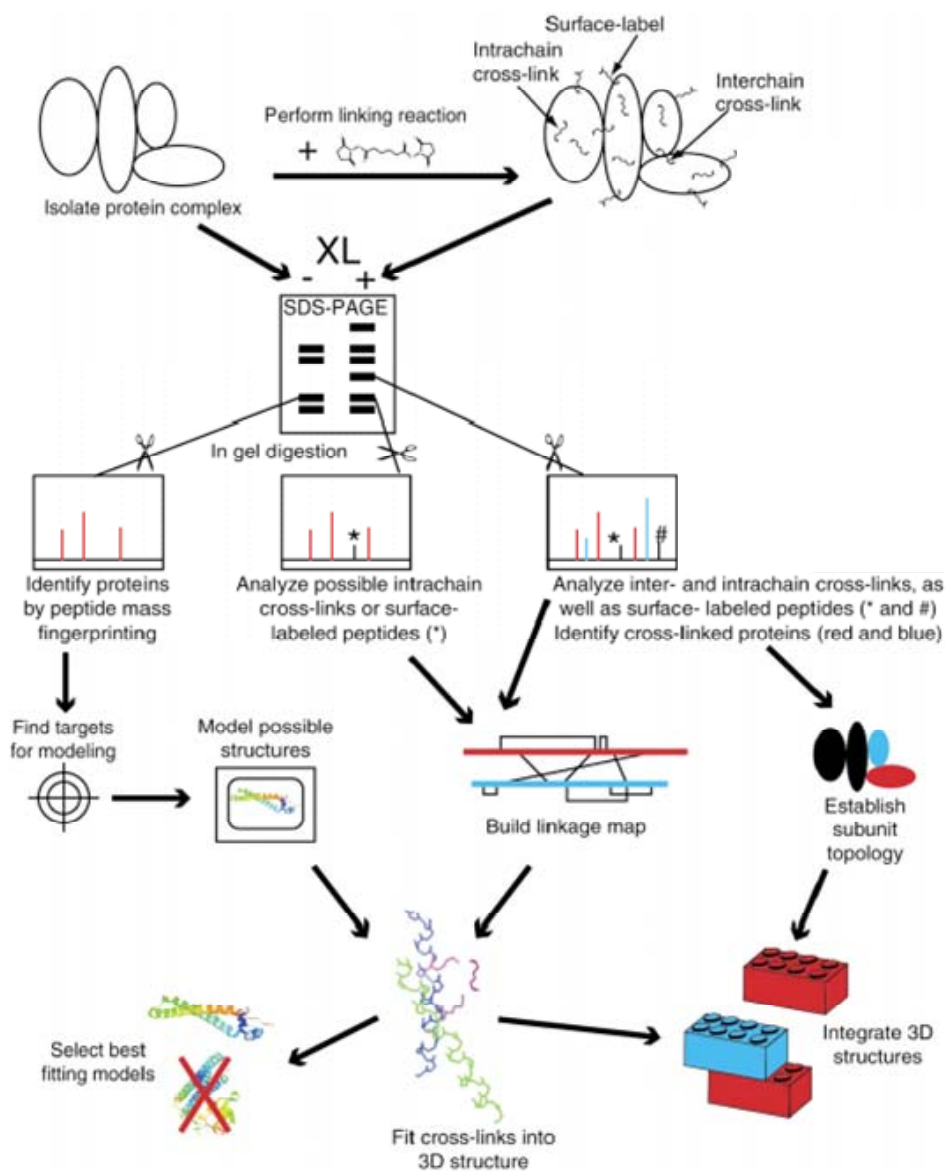 Surface-label
Intrachain
cross-link
Interchain
cross-link
Perform linking reaction
+
Isolate protein complex
XL
- +
SDS-PAGE
In gel digestion
*
* #
Identify proteins
by peptide mass
fingerprinting
Analyze possible intrachain
cross-links or surface-
labeled peptides (*)
Analyze inter- and intrachain cross-links, as
well as surface- labeled peptides (* and #)
Identify cross-linked proteins (red and blue)
Find targets
for modeling
Model possible
structures
Build linkage map
Establish
subunit
topology
Select best
fitting models
Integrate 3D
structures
Fit cross-links into
3D structure